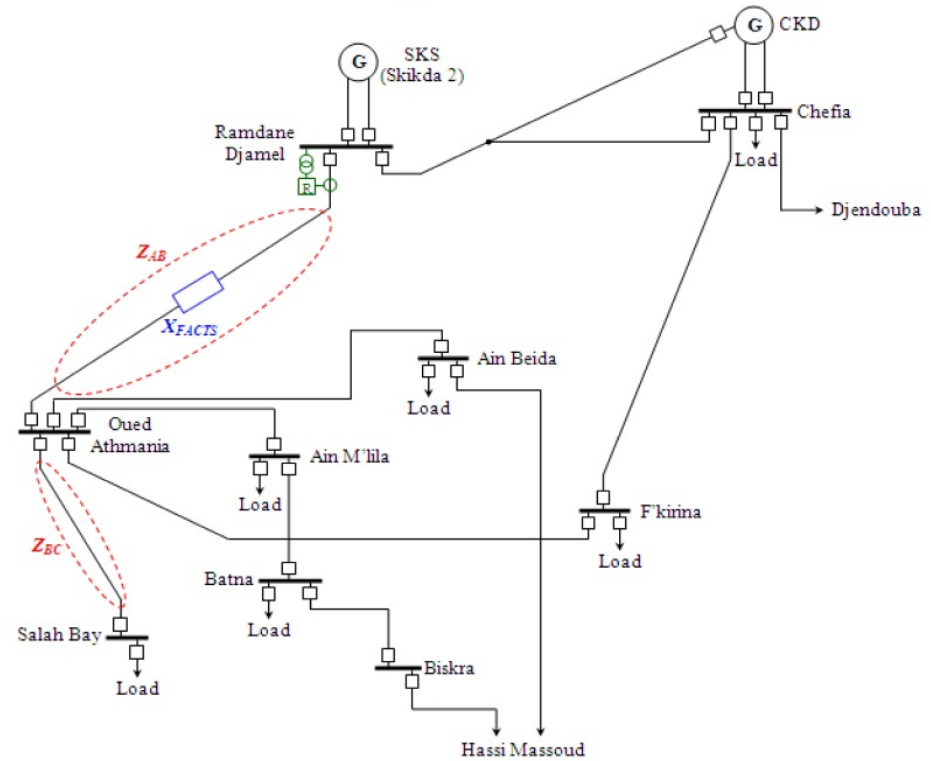 G
CKD
SKS
(Skikda 2)
G
Chefia
Ramdane
Djamel
Load
R
Djendouba
Z_AB
X_FACTS
Ain Beida
Load
Oued
Athmania
Ain M'lila
Load
F'kirina
Z_BC
Load
Batna
Load
Salah Bay
Biskra
Load
Hassi Massoud